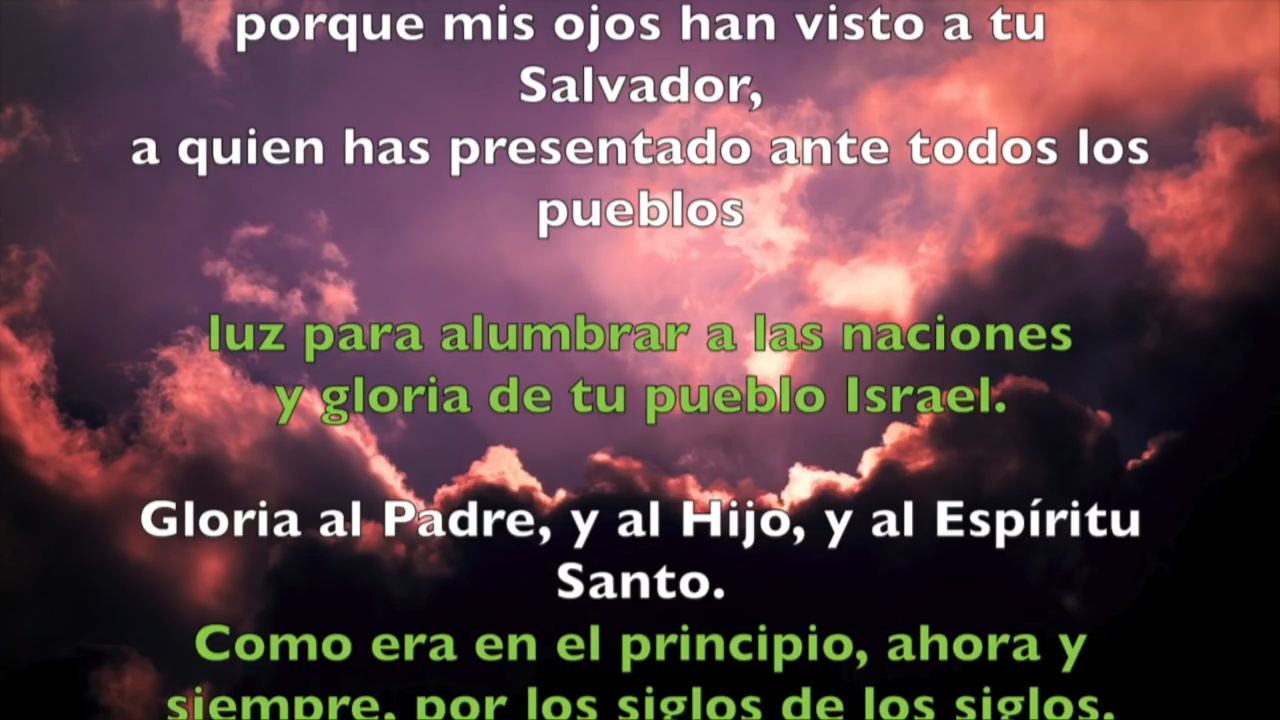 porque mis ojos han visto a tu
Salvador,
a quien has presentado ante todos los
pueblos
luz para alumbrar a las naciones
y gloria de tu pueblo Israel.
Gloria al Padre, y al Hijo, y al Espíritu
Santo.
Como era en el principio, ahora y
siempre, por los siglos de los siglos.